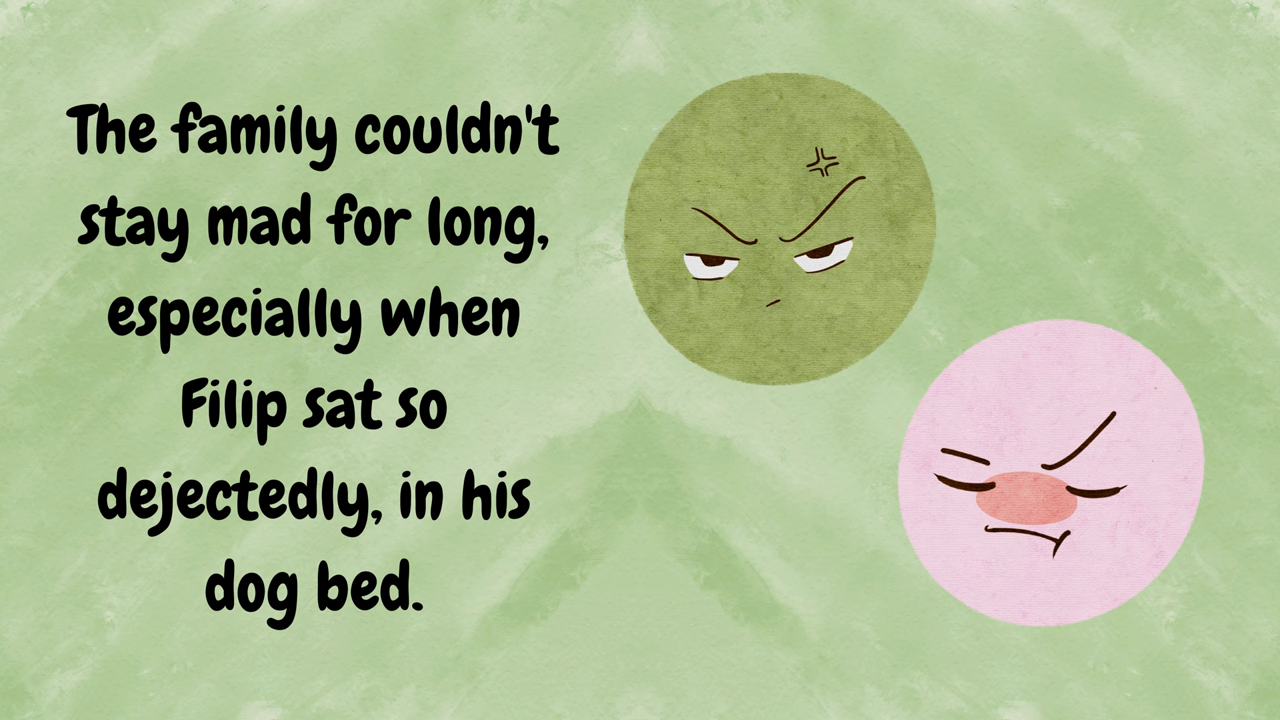 The family couldn't
stay mad for long,
especially when
Filip sat so
dejectedly, in his
dog bed.